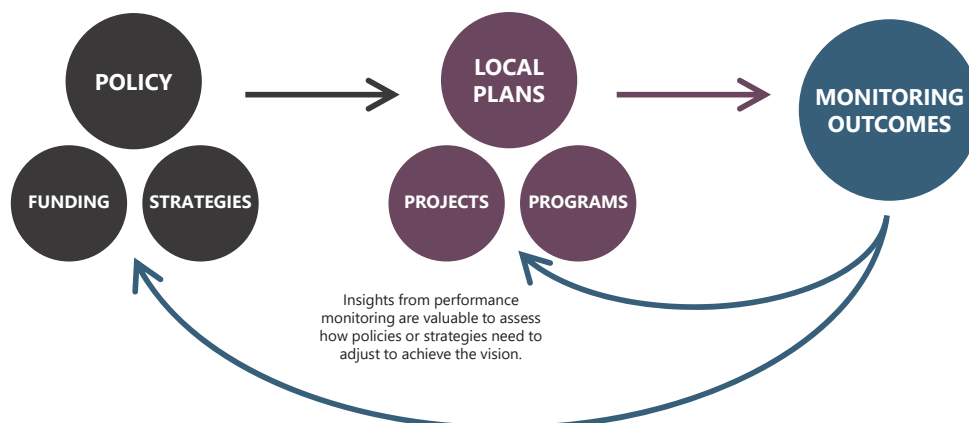 POLICY
FUNDING
STRATEGIES
LOCAL
PLANS
PROJECTS
PROGRAMS
MONITORING
OUTCOMES
Insights from performance
monitoring are valuable to assess
how policies or strategies need to
adjust to achieve the vision.